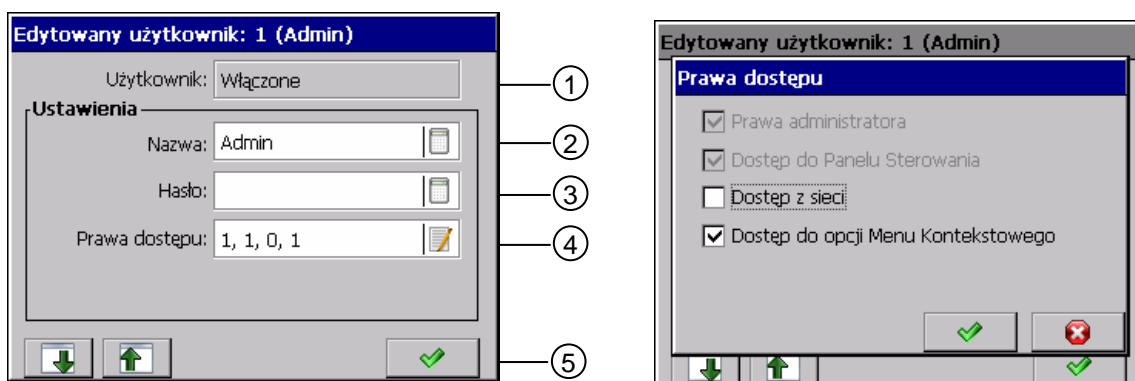 Edytowany użytkownik: 1 (Admin)
Użytkownik: Włączone
1
Ustawienia
Nazwa: Admin
2
Hasło:
3
Prawa dostępu: 1, 1, 0, 1
4
5
Edytowany użytkownik: 1 (Admin)
Prawa dostępu
Prawa administratora
Dostęp do Panelu Sterowania
Dostęp z sieci
Dostęp do opcji Menu Kontekstowego